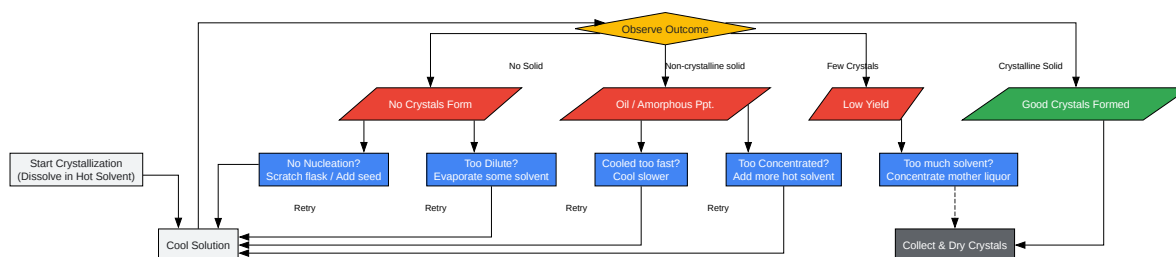 Observe Outcome
No Solid
Non-crystalline solid
Few Crystals
Crystalline Solid
No Crystals Form
Oil / Amorphous Ppt.
Low Yield
Good Crystals Formed
Start Crystallization
(Dissolve in Hot Solvent)
No Nucleation?
Scratch flask / Add seed
Too Dilute?
Evaporate some solvent
Cooled too fast?
Cool slower
Too Concentrated?
Add more hot solvent
Too much solvent?
Concentrate mother liquor
Retry
Retry
Retry
Retry
Cool Solution
Collect & Dry Crystals